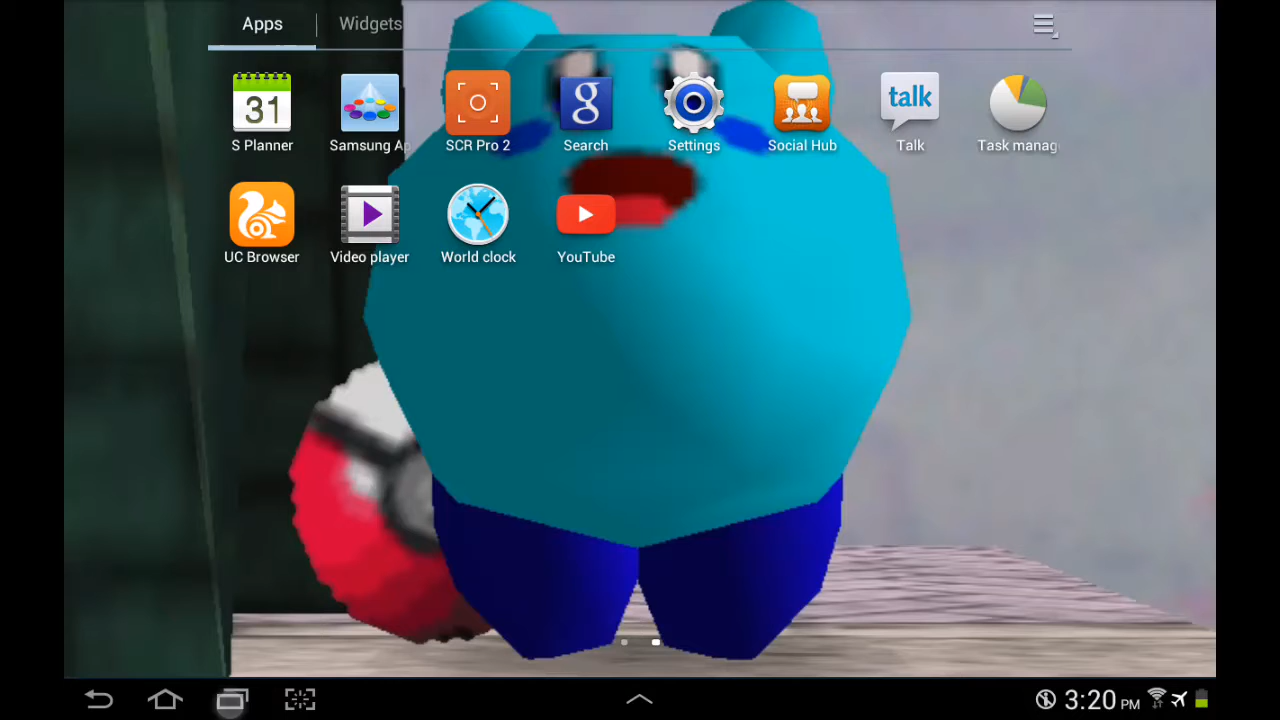 Apps
Widgets
31
talk
S Planner
Samsung Ap
SCR Pro 2
Search
Settings
Social Hub
Talk
Task manag
UC Browser
Video player
World clock
YouTube
3:20 PM